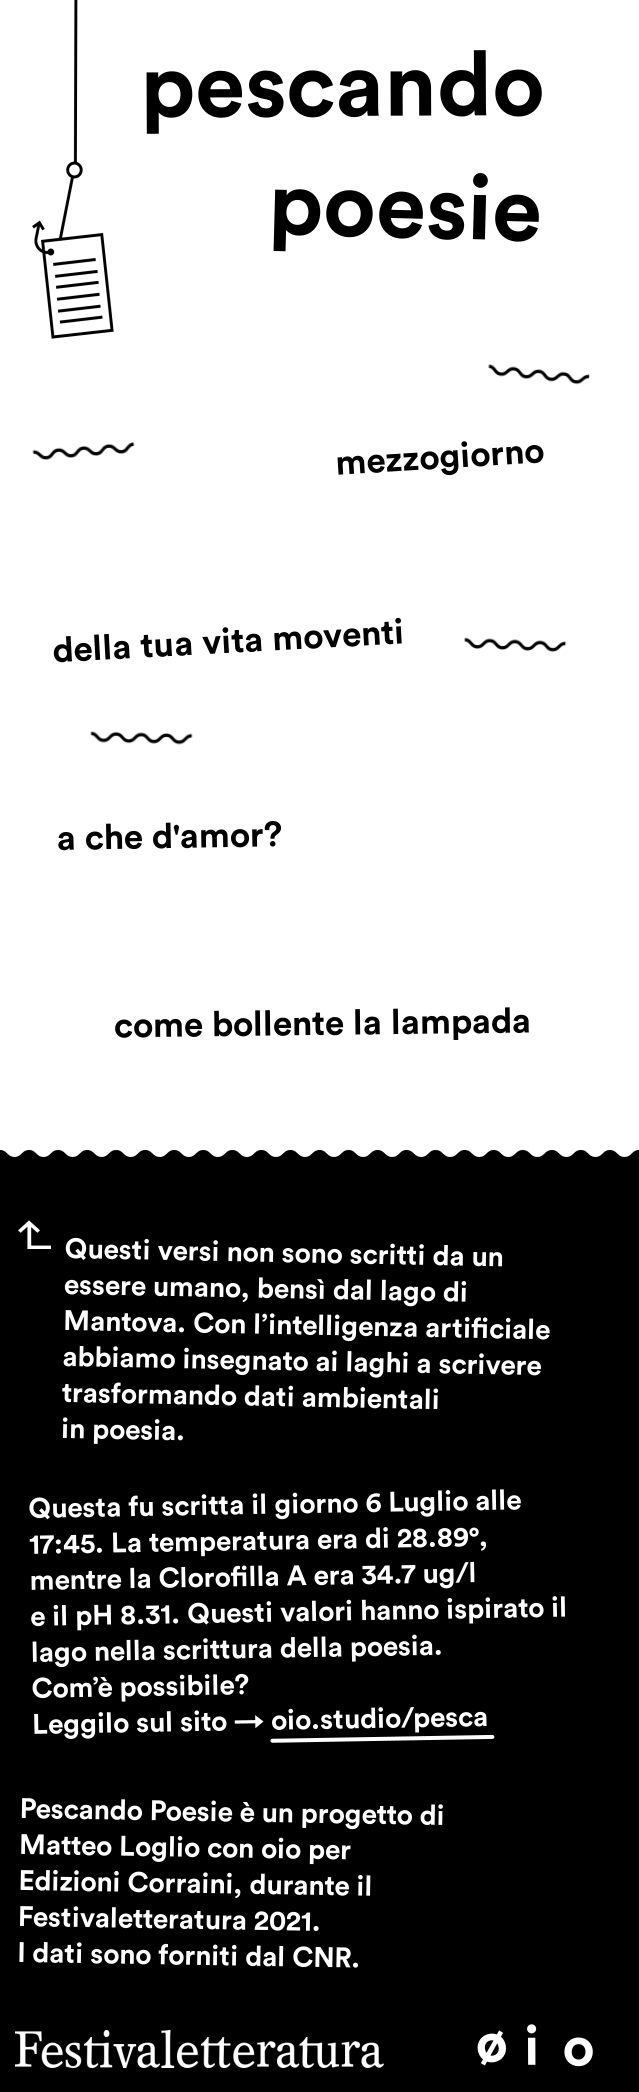 pescando
poesie
mezzogiorno
della tua vita moventi
a che d'amor?
come bollente la lampada
Questi versi non sono scritti da un
essere umano, bensì dal lago di
Mantova. Con l’intelligenza artificiale
abbiamo insegnato ai laghi a scrivere
trasformando dati ambientali
in poesia.
Questa fu scritta il giorno 6 Luglio alle
17:45. La temperatura era di 28.89°,
mentre la Clorofilla A era 34.7 ug/l
e il pH 8.31. Questi valori hanno ispirato il
lago nella scrittura della poesia.
Com’è possibile?
Leggilo sul sito → oio.studio/pesca
Pescando Poesie è un progetto di
Matteo Loglio con oio per
Edizioni Corraini, durante il
Festivaletteratura 2021.
I dati sono forniti dal CNR.
Festivaletteratura øio